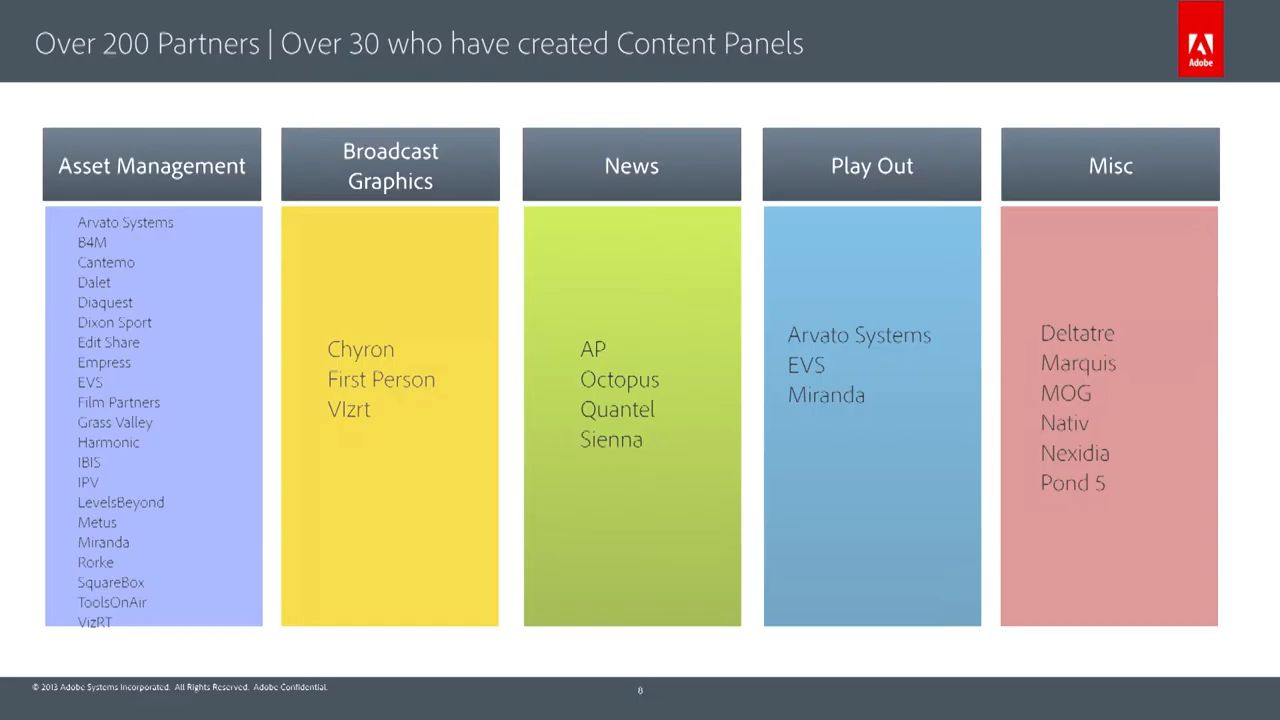 Over 200 Partners | Over 30 who have created Content Panels
Adobe
Asset Management
Arvato Systems
B4M
Cantemo
Dalet
Diaquest
Dixon Sport
Edit Share
Empress
EVS
Film Partners
Grass Valley
Harmonic
IBIS
IPV
LevelsBeyond
Metus
Miranda
Rorke
SquareBox
ToolsOnAir
VizRT
Broadcast
Graphics
Chyron
First Person
VIzrt
News
AP
Octopus
Quantel
Sienna
Play Out
Arvato Systems
EVS
Miranda
Misc
Deltatre
Marquis
MOG
Nativ
Nexidia
Pond 5
© 2013 Adobe Systems Incorporated. All Rights Reserved. Adobe Confidential.
8